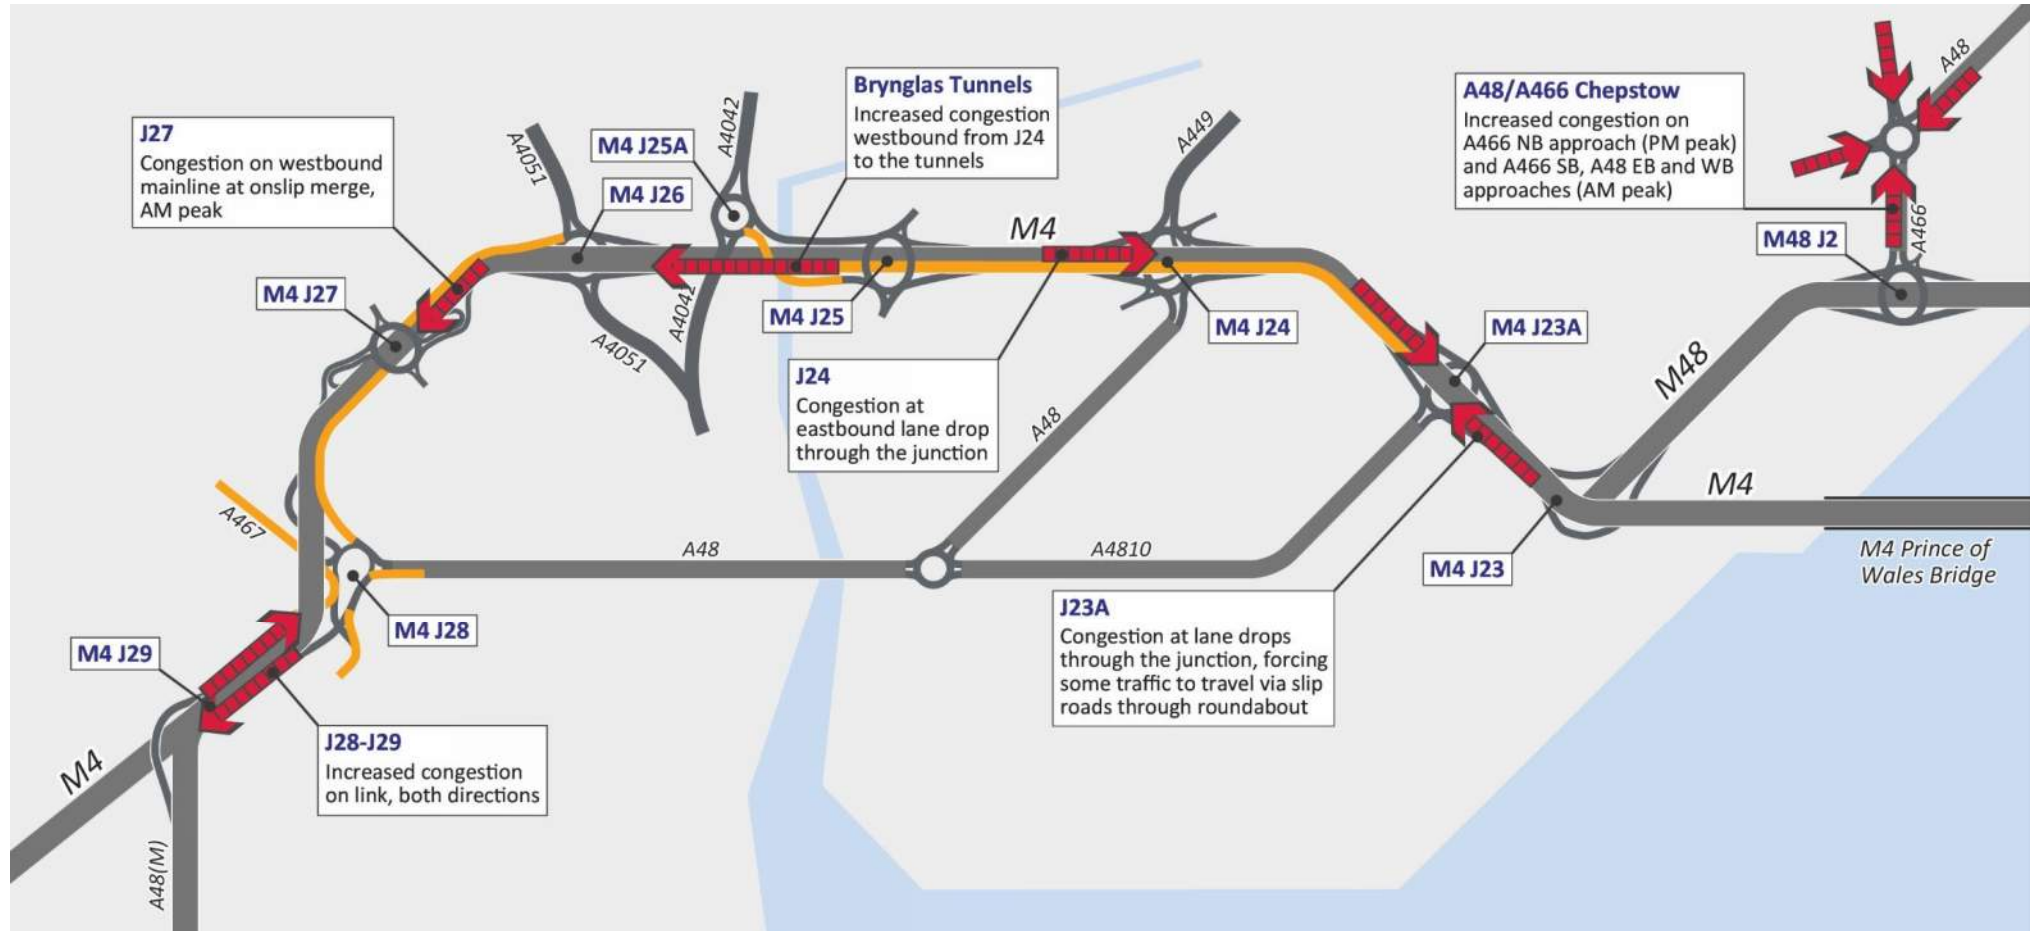 J27
Congestion on westbound
mainline at onslip merge,
AM peak
A4051
M4 J25A
A4042
M4 J26
Brynglas Tunnels
Increased congestion
westbound from J24
to the tunnels
A449
A48/A466 Chepstow
Increased congestion on
A466 NB approach (PM peak)
and A466 SB, A48 EB and WB
approaches (AM peak)
A48
A466
M48 J2
M4
M4 J27
A4042
A4051
M4 J25
M4 J24
M4 J23A
M48
J24
Congestion at
eastbound lane drop
through the junction
A48
M4
A467
A48
A4810
M4 J23
M4 Prince of
Wales Bridge
M4 J28
M4 J29
J23A
Congestion at lane drops
through the junction, forcing
some traffic to travel via slip
roads through roundabout
J28-J29
Increased congestion
on link, both directions
M4
A48(M)